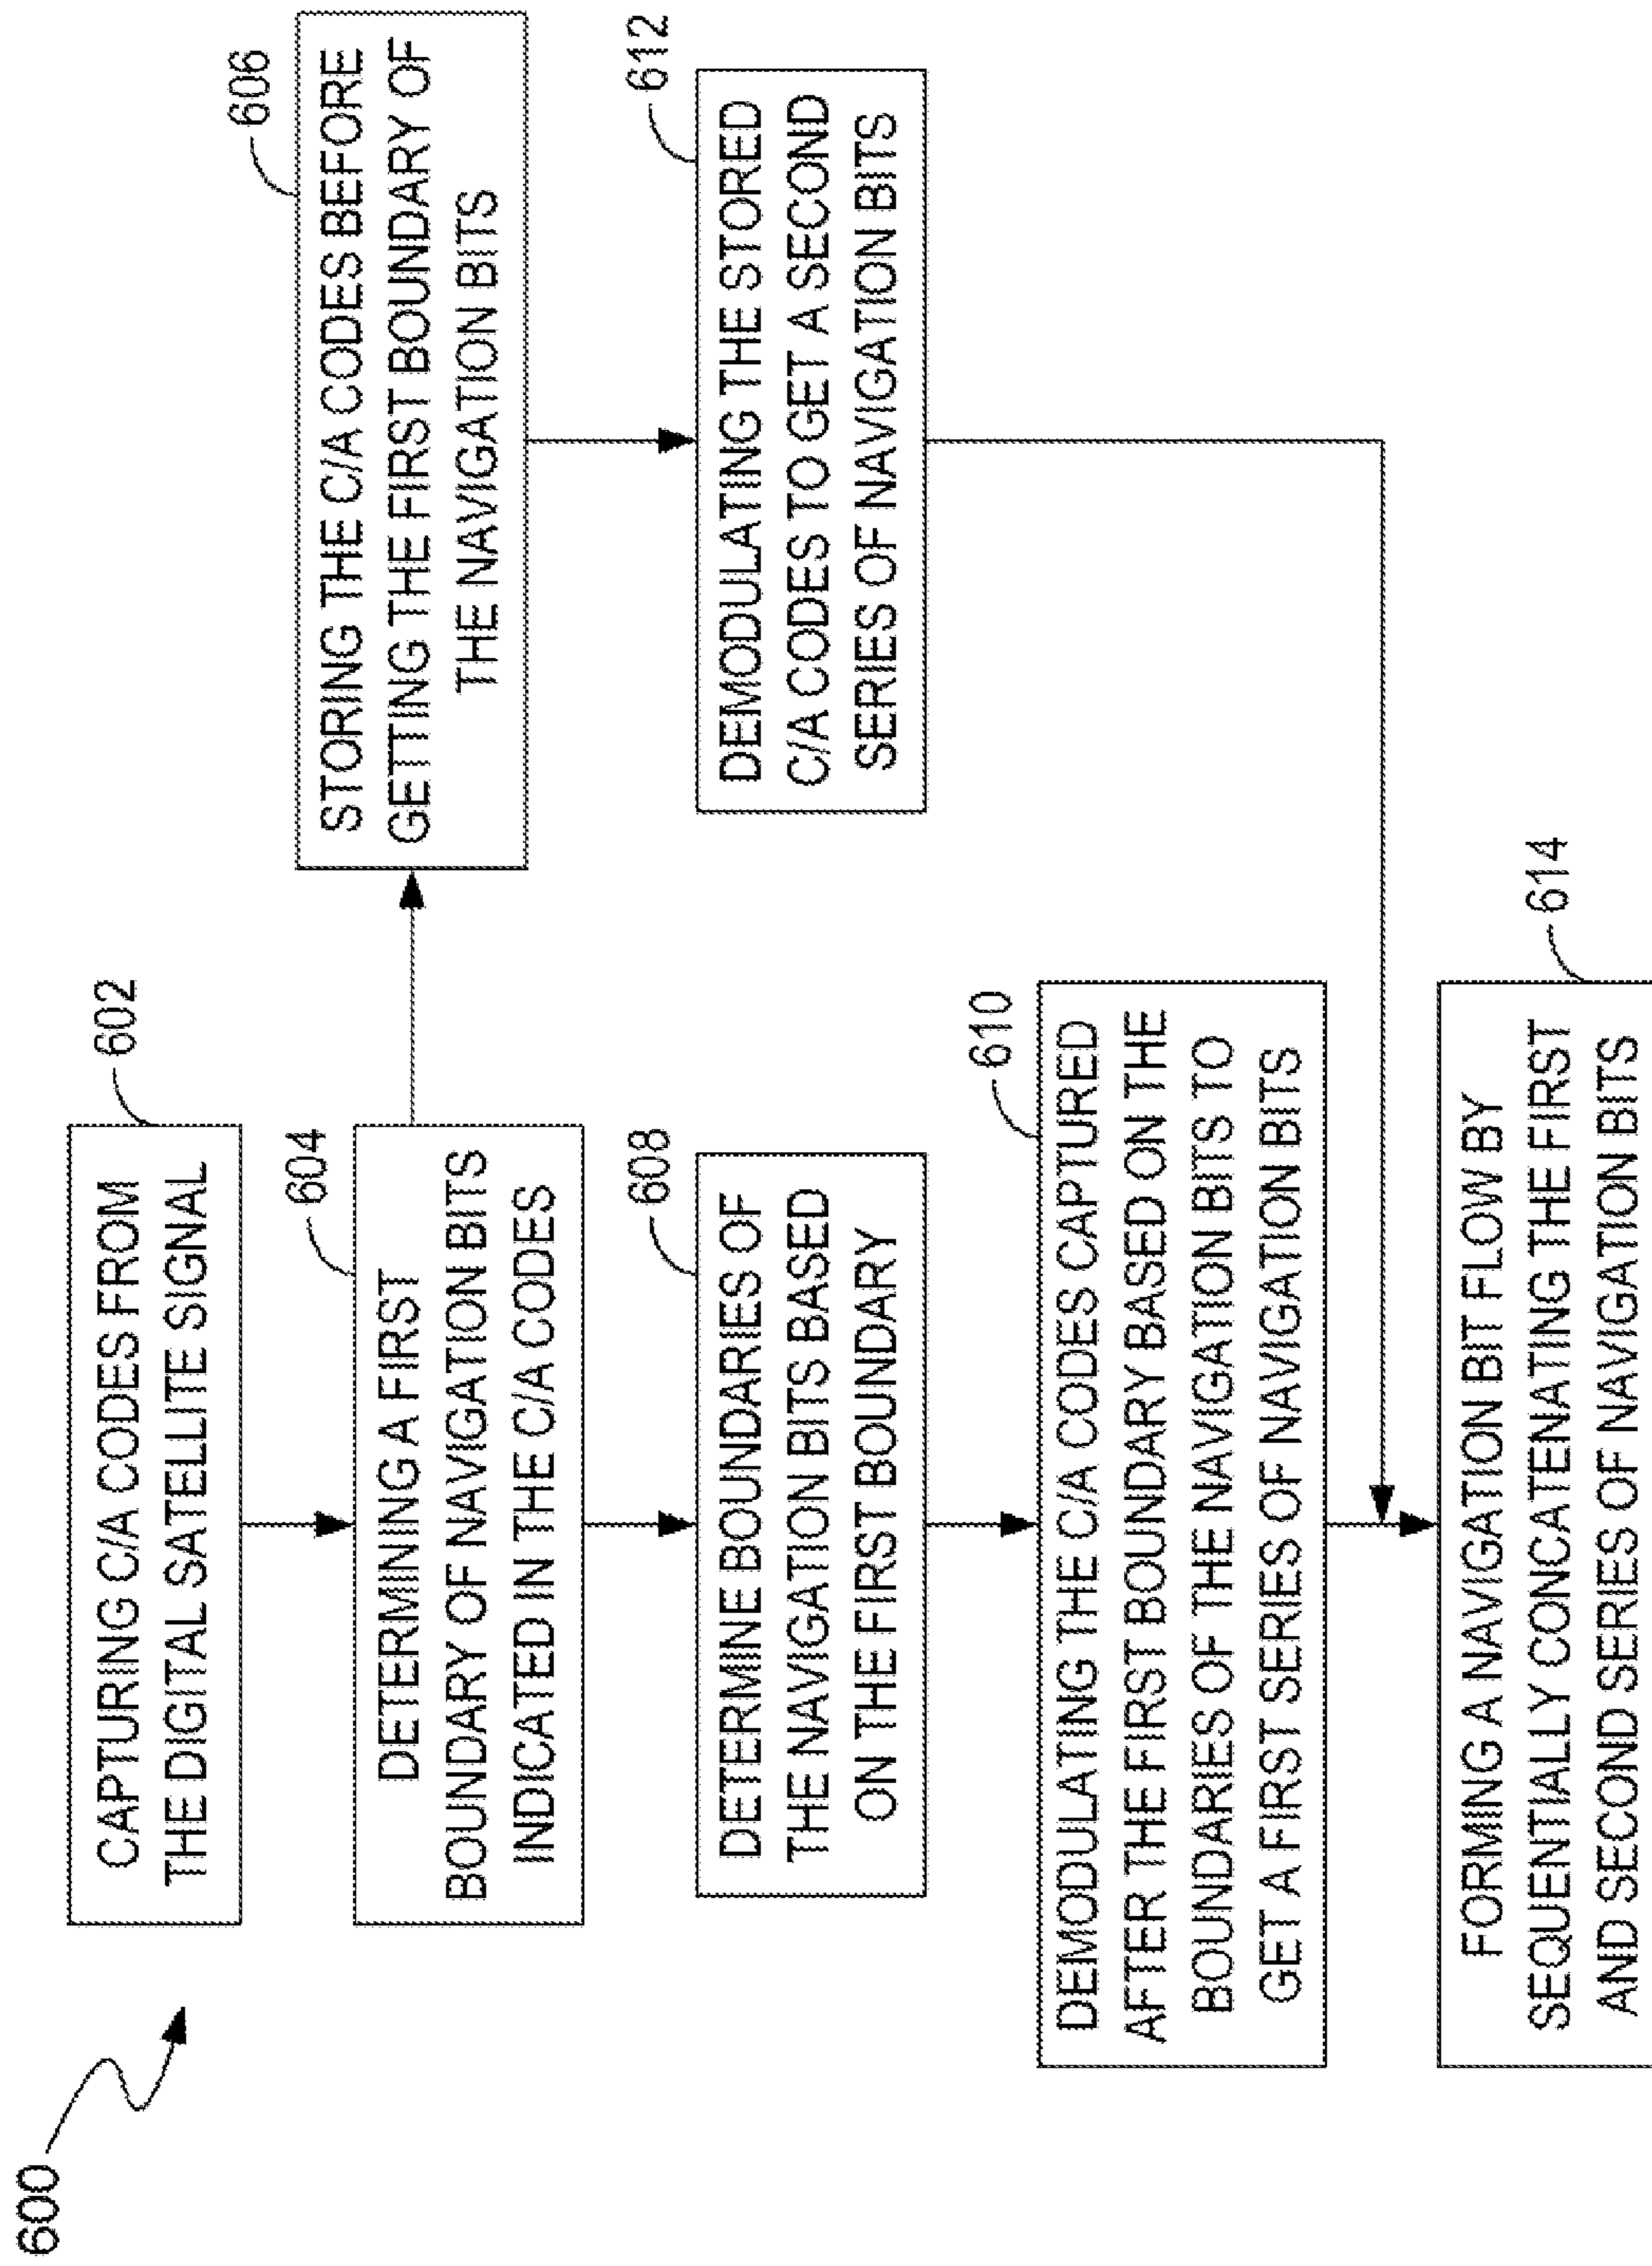 600
602
CAPTURING C/A CODES FROM
THE DIGITAL SATELLITE SIGNAL
604
DETERMINING A FIRST
BOUNDARY OF NAVIGATION BITS
INDICATED IN THE C/A CODES
606
STORING THE C/A CODES BEFORE
GETTING THE FIRST BOUNDARY OF
THE NAVIGATION BITS
608
DETERMINE BOUNDARIES OF
THE NAVIGATION BITS BASED
ON THE FIRST BOUNDARY
612
DEMODULATING THE STORED
C/A CODES TO GET A SECOND
SERIES OF NAVIGATION BITS
610
DEMODULATING THE C/A CODES CAPTURED
AFTER THE FIRST BOUNDARY BASED ON THE
BOUNDARIES OF THE NAVIGATION BITS TO
GET A FIRST SERIES OF NAVIGATION BITS
614
FORMING A NAVIGATION BIT FLOW BY
SEQUENTIALLY CONCATENATING THE FIRST
AND SECOND SERIES OF NAVIGATION BITS